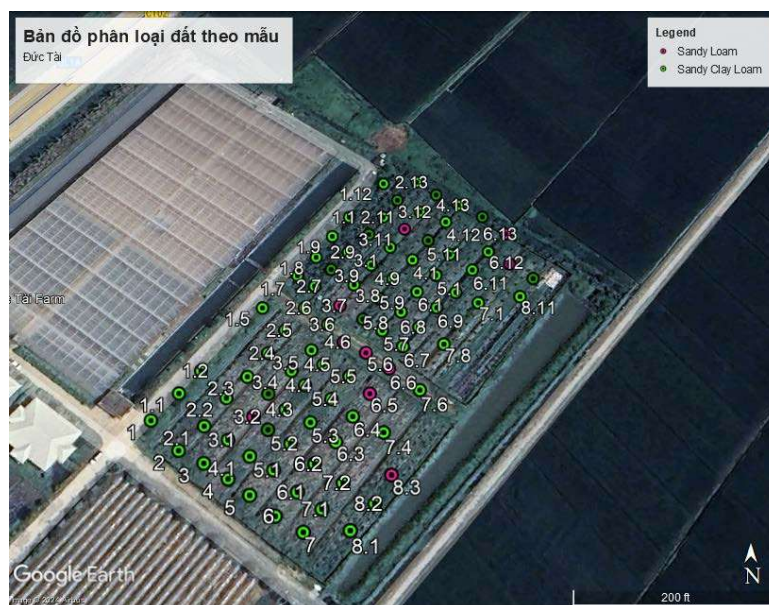 Bản đồ phân loại đất theo mẫu
Đức Tài
Legend
Sandy Loam
Sandy Clay Loam
Tài Farm
1.12 2.13
1.1 2.11 3.12 4.13
1.9 2.9 3.11 4.12 6.13
1.8 3.1 5.11 6.12
1.7 2.7 3.9 4.9 4.1 6.11
1.5 2.6 3.7 3.8 5.9 6.1 7.1 8.11
2.5 3.6 5.8 6.8 6.9
2.4 4.6 5.7
1.2 3.5 4.5 5.6 6.7 7.8
2.3 3.4 4.4 5.5 6.6
1.1 2.2 3.2 4.3 5.4 6.5 7.6
1 3.1 5.3 6.4
2.1 5.2 6.3 7.4
2 3 4.1 5.1 6.2 7.2 8.3
4 6.1 7.1 8.2
5 6 7 8.1
Google Earth
N
200 ft